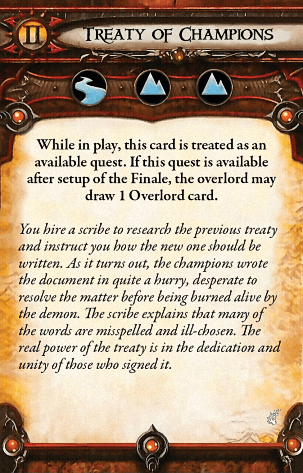 II
TREATY OF CHAMPIONS
While in play, this card is treated as an
available quest. If this quest is available
after setup of the Finale, the overlord may
draw 1 Overlord card.
You hire a scribe to research the previous treaty
and instruct you how the new one should be
written. As it turns out, the champions wrote
the document in quite a hurry, desperate to
resolve the matter before being burned alive by
the demon. The scribe explains that many of
the words are misspelled and ill-chosen. The
real power of the treaty is in the dedication and
unity of those who signed it.